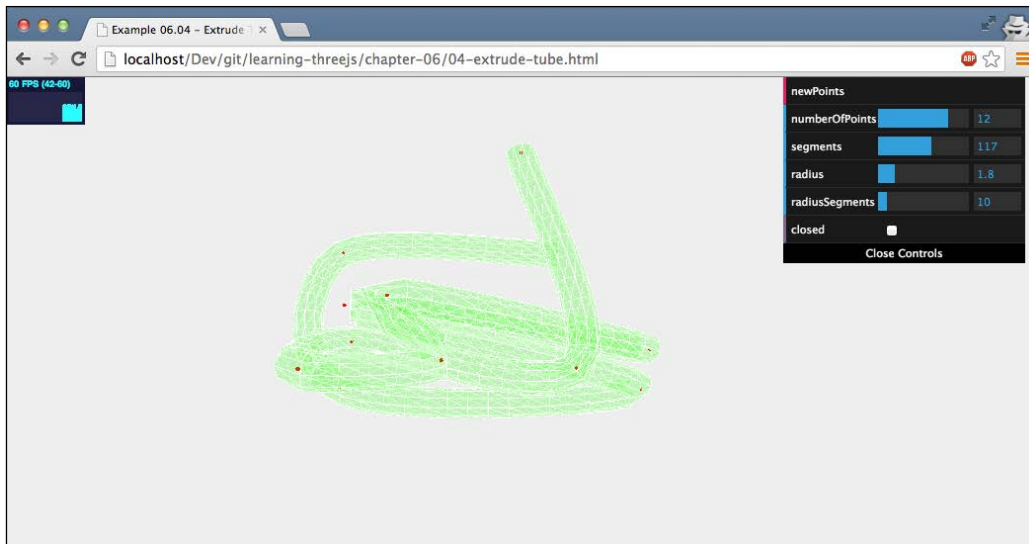 Example 06.04 – Extrude T
localhost/Dev/git/learning-threejs/chapter-06/04-extrude-tube.html
ABP
60 FPS (42-60)
newPoints
numberOfPoints 12
segments 117
radius 1.8
radiusSegments 10
closed
Close Controls